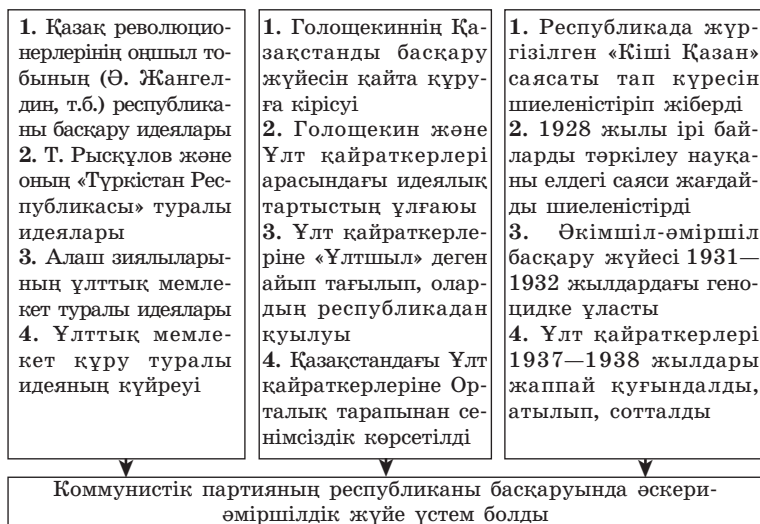 1. Қазақ революцио-
нерлерінің оңшыл то-
бының (Ә. Жангел-
дин, т.б.) республика-
ны басқару идеялары
2. Т. Рысқұлов және
оның «Түркістан Рес-
публикасы» туралы
идеялары
3. Алаш зиялылары-
ның ұлттық мемле-
кет туралы идеялары
4. Ұлттық мемле-
кет құру туралы
идеяның күйреуі
1. Голощекиннің Қа-
зақстанды басқару
жүйесін қайта құру-
ға кірісуі
2. Голощекин және
Ұлт қайраткерлері
арасындағы идеялық
тартыстың ұлғаюы
3. Ұлт қайраткерле-
ріне «Ұлтшыл» деген
айып тағылып, олар-
дың республикадан
қуылуы
4. Қазақстандағы Ұлт
қайраткерлеріне Ор-
талық тарапынан се-
німсіздік көрсетілді
1. Республикада жүр-
гізілген «Кіші Қазан»
саясаты тап күресін
шиеленістіріп жіберді
2. 1928 жылы ірі бай-
ларды тәркілеу науқа-
ны елдегі саяси жағдай-
ды шиеленістірді
3. Әкімшіл-әміршіл
басқару жүйесі 1931—
1932 жылдардағы гено-
цидке ұласты
4. Ұлт қайраткерлері
1937—1938 жылдары
жаппай қуғындалды,
атылып, сотталды
Коммунистік партияның республиканы басқаруында әскери-
әміршілдік жүйе үстем болды